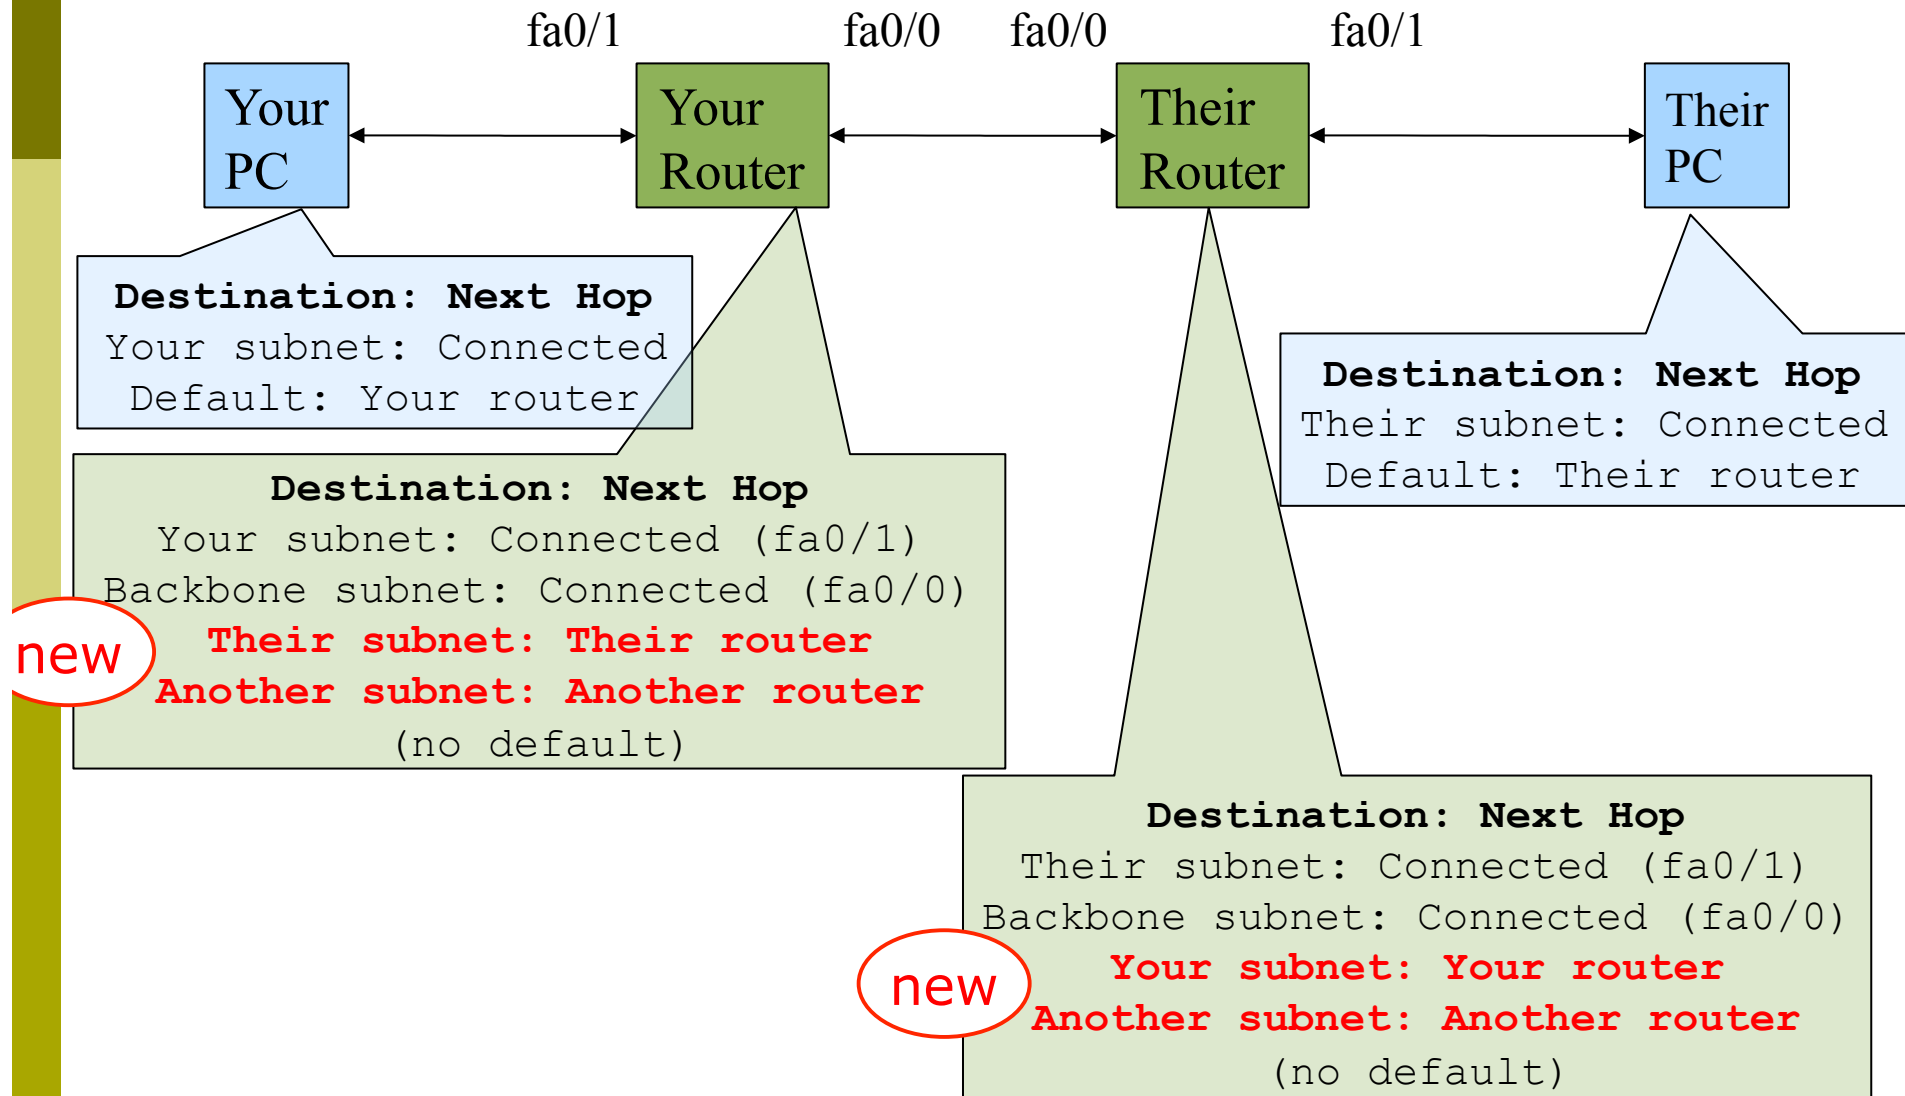 fa0/1
fa0/0
fa0/0
fa0/1
Your
PC
Your
Router
Their
Router
Their
PC
Destination: Next Hop
Your subnet: Connected
Default: Your router
Destination: Next Hop
Their subnet: Connected
Default: Their router
Destination: Next Hop
Your subnet: Connected (fa0/1)
Backbone subnet: Connected (fa0/0)
new
Their subnet: Their router
Another subnet: Another router
(no default)
Destination: Next Hop
Their subnet: Connected (fa0/1)
Backbone subnet: Connected (fa0/0)
new
Your subnet: Your router
Another subnet: Another router
(no default)